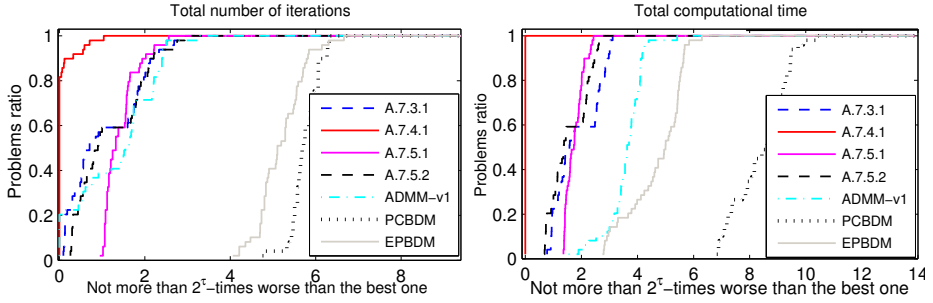 Total number of iterations
1
0.8
0.6
0.4
0.2
0
Problems ratio
A.7.3.1
A.7.4.1
A.7.5.1
A.7.5.2
ADMM−v1
PCBDM
EPBDM
0 2 4 6 8
Not more than 2^τ−times worse than the best one
Total computational time
1
0.8
0.6
0.4
0.2
0
Problems ratio
A.7.3.1
A.7.4.1
A.7.5.1
A.7.5.2
ADMM−v1
PCBDM
EPBDM
0 2 4 6 8 10 12 14
Not more than 2^τ−times worse than the best one